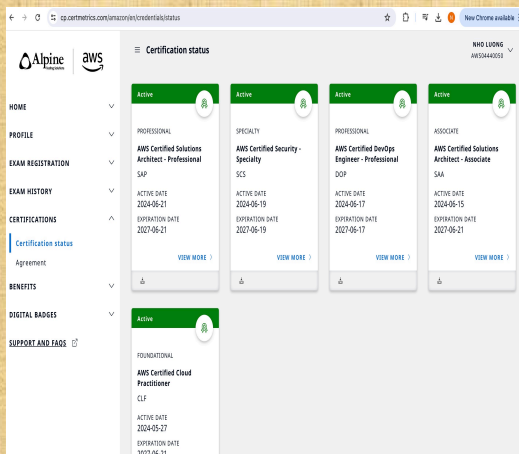 cp.certmetrics.com/amazon/en/credentials/status
New Chrome available
Alpine
aws
Certification status
NHO LUONG
AWS04440050
HOME
PROFILE
EXAM REGISTRATION
EXAM HISTORY
CERTIFICATIONS
Certification status
Agreement
BENEFITS
DIGITAL BADGES
SUPPORT AND FAQS
Active
PROFESSIONAL
AWS Certified Solutions
Architect - Professional
SAP
ACTIVE DATE
2024-06-21
EXPIRATION DATE
2027-06-21
VIEW MORE
Active
SPECIALTY
AWS Certified Security -
Specialty
SCS
ACTIVE DATE
2024-06-19
EXPIRATION DATE
2027-06-19
VIEW MORE
Active
PROFESSIONAL
AWS Certified DevOps
Engineer - Professional
DOP
ACTIVE DATE
2024-06-17
EXPIRATION DATE
2027-06-17
VIEW MORE
Active
ASSOCIATE
AWS Certified Solutions
Architect - Associate
SAA
ACTIVE DATE
2024-06-15
EXPIRATION DATE
2027-06-21
VIEW MORE
Active
FOUNDATIONAL
AWS Certified Cloud
Practitioner
CLF
ACTIVE DATE
2024-05-27
EXPIRATION DATE
2027-06-21